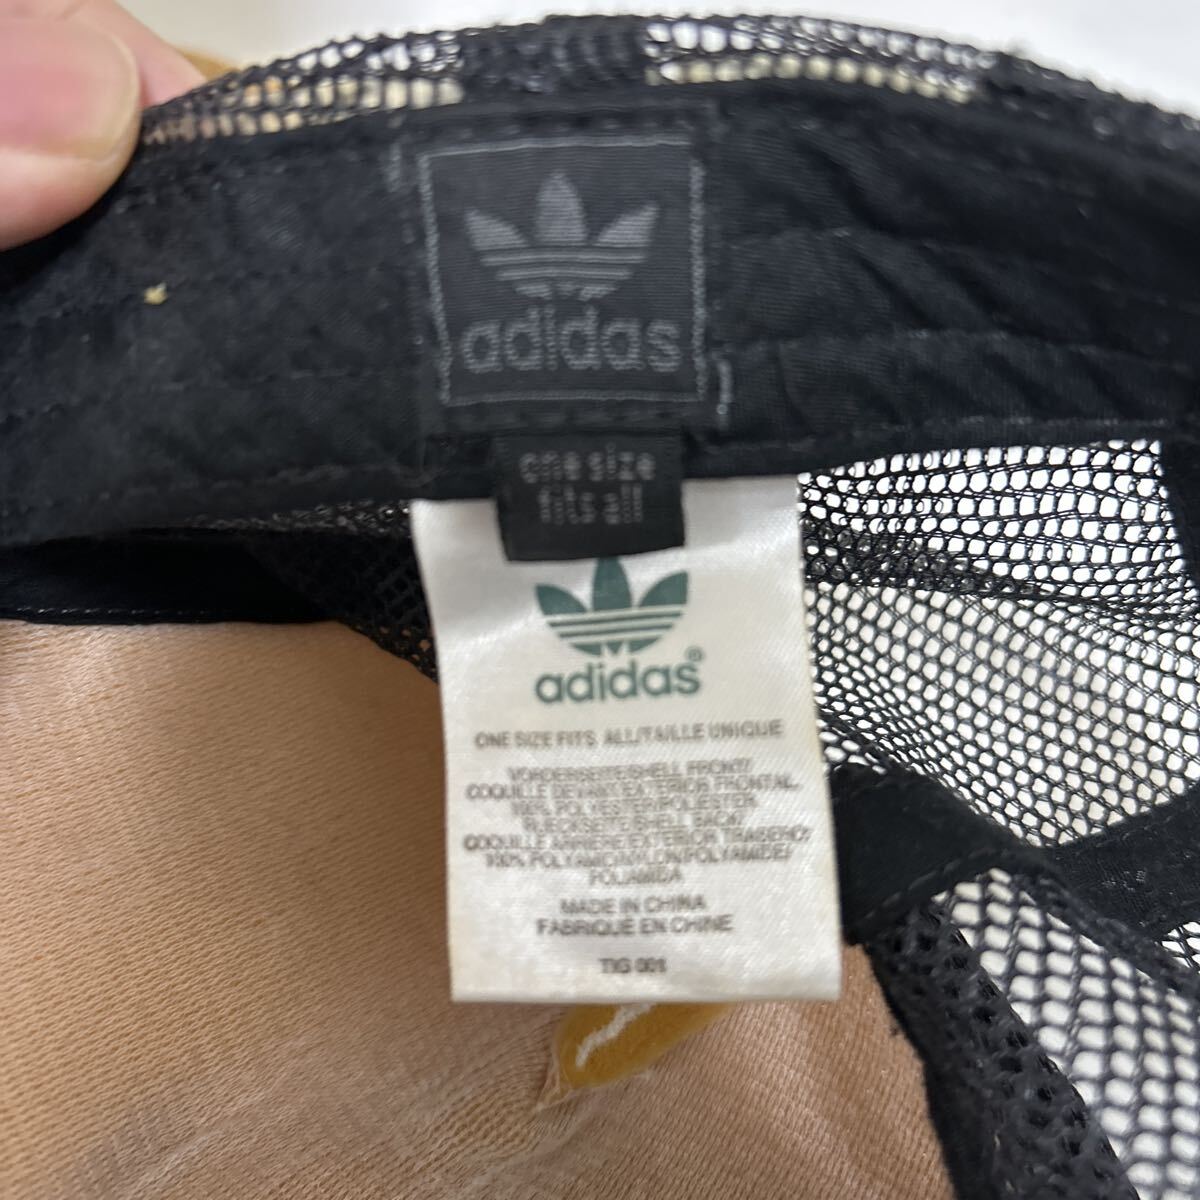 adidas
one size
fits all
adidas®
ONE SIZE FITS ALL/TAILLE UNIQUE
VORDERSEITE/SHELL FRONT/
COQUILLE DEVANT/EXTERIOR FRONTAL:
100% POLYESTER/POLIESTER
RUECKSEITE/SHELL BACK/
COQUILLE ARRIERE/EXTERIOR TRASERO:
100% POLYAMID/NYLON/POLYAMIDE/
POLIAMIDA
MADE IN CHINA
FABRIQUÉ EN CHINE
TIG 001